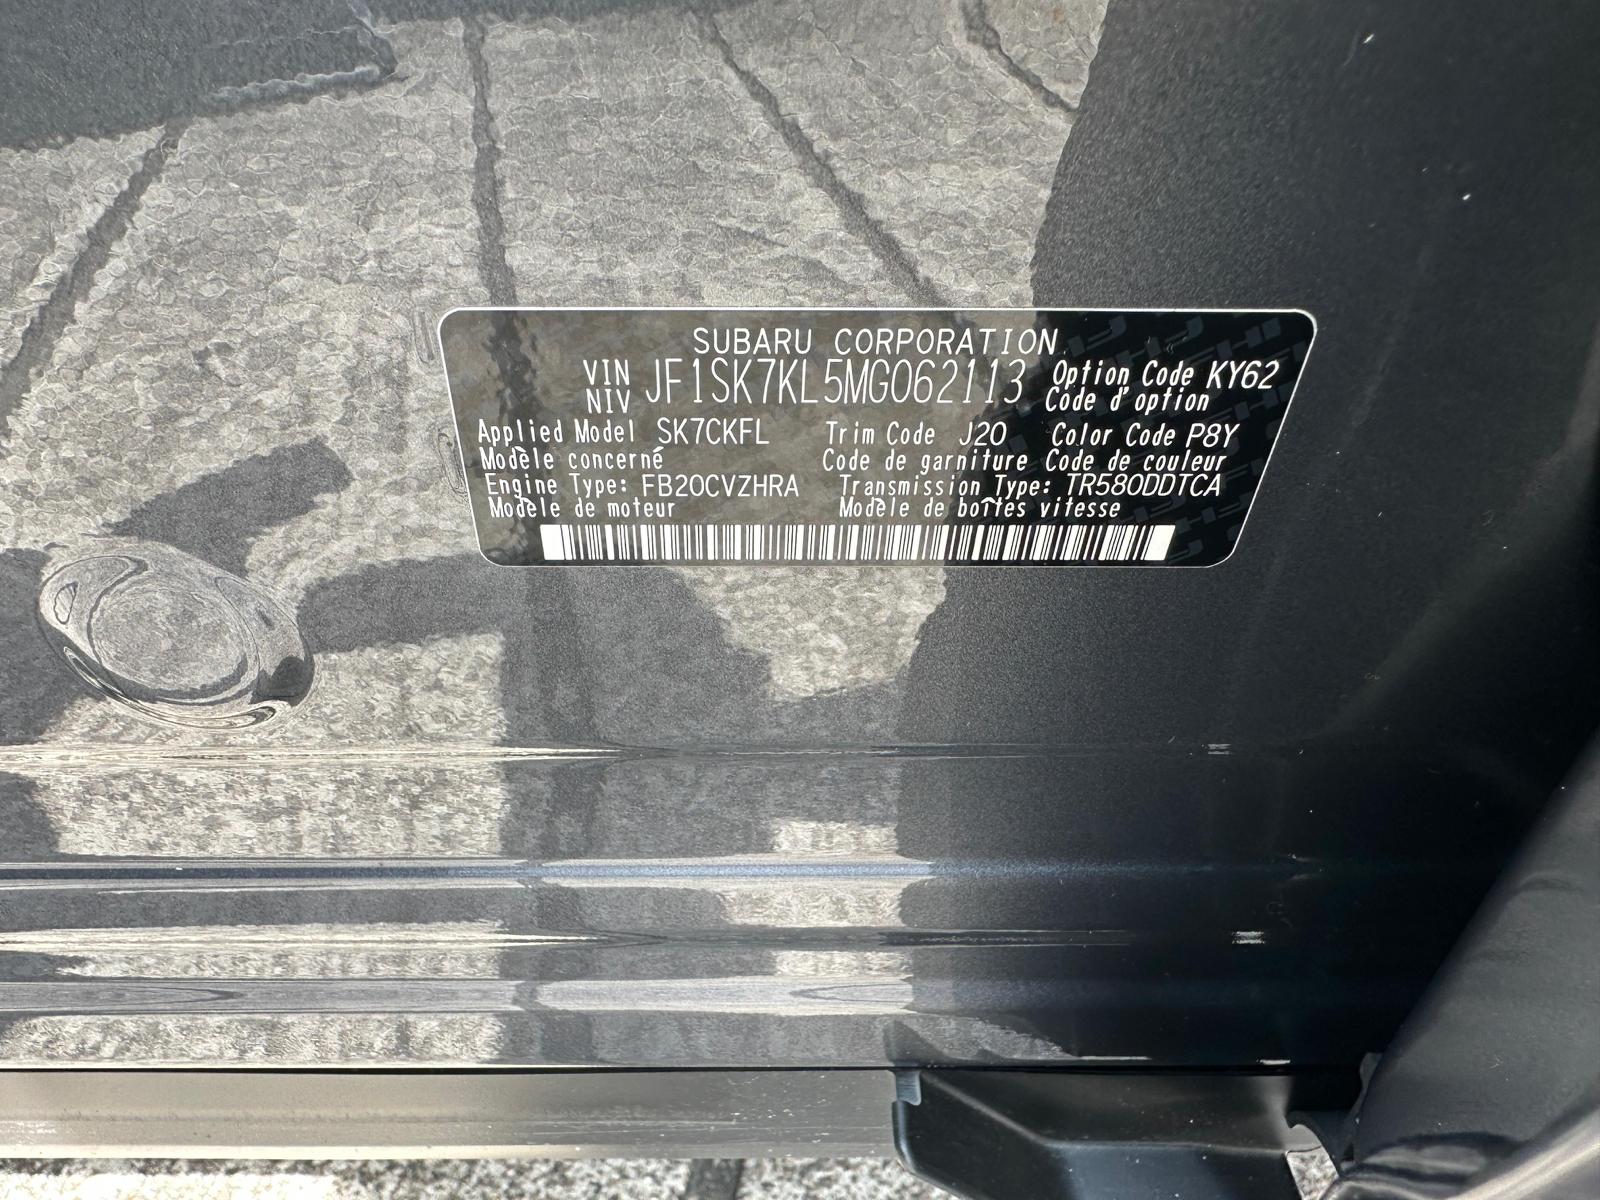 SUBARU CORPORATION
VIN JF1SK7KL5MG062113 Option Code KY62
NIV Code d'option
Applied Model SK7CKFL Trim Code J20 Color Code P8Y
Modèle concerné Code de garniture Code de couleur
Engine Type: FB20CVZHRA Transmission Type: TR580DDTCA
Modèle de moteur Modèle de boîtes vitesse